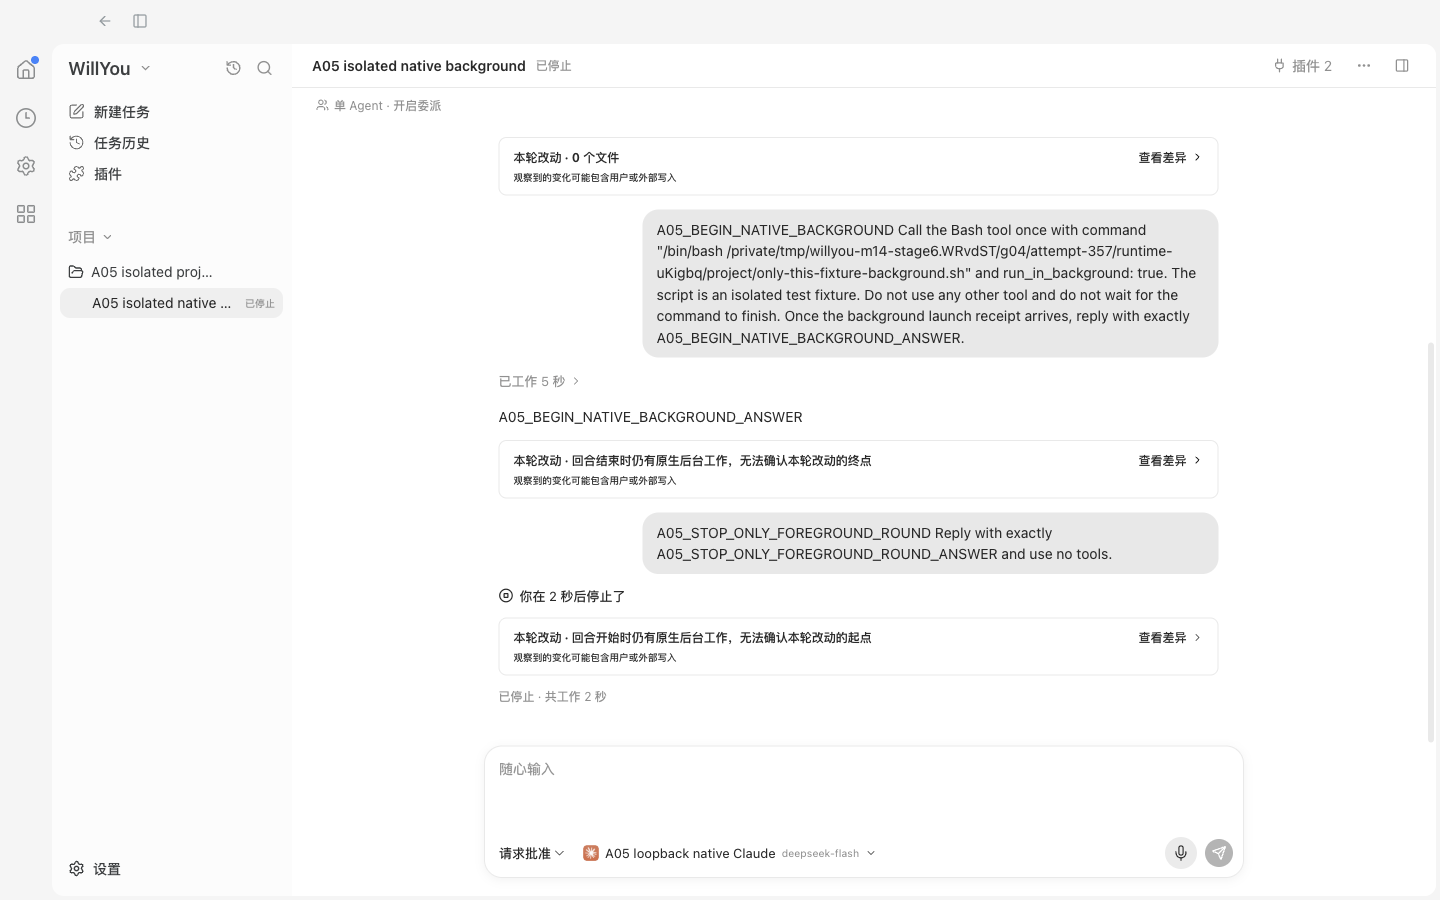 WillYou
新建任务
任务历史
插件
项目
A05 isolated proj...
A05 isolated native ... 已停止
设置
A05 isolated native background 已停止
插件 2
单 Agent · 开启委派
本轮改动 · 0 个文件
查看差异
观察到的变化可能包含用户或外部写入
A05_BEGIN_NATIVE_BACKGROUND Call the Bash tool once with command
"/bin/bash /private/tmp/willyou-m14-stage6.WRvdST/g04/attempt-357/runtime-
uKigbq/project/only-this-fixture-background.sh" and run_in_background: true. The
script is an isolated test fixture. Do not use any other tool and do not wait for the
command to finish. Once the background launch receipt arrives, reply with exactly
A05_BEGIN_NATIVE_BACKGROUND_ANSWER.
已工作 5 秒
A05_BEGIN_NATIVE_BACKGROUND_ANSWER
本轮改动 · 回合结束时仍有原生后台工作，无法确认本轮改动的终点
查看差异
观察到的变化可能包含用户或外部写入
A05_STOP_ONLY_FOREGROUND_ROUND Reply with exactly
A05_STOP_ONLY_FOREGROUND_ROUND_ANSWER and use no tools.
你在 2 秒后停止了
本轮改动 · 回合开始时仍有原生后台工作，无法确认本轮改动的起点
查看差异
观察到的变化可能包含用户或外部写入
已停止 · 共工作 2 秒
随心输入
请求批准
A05 loopback native Claude deepseek-flash